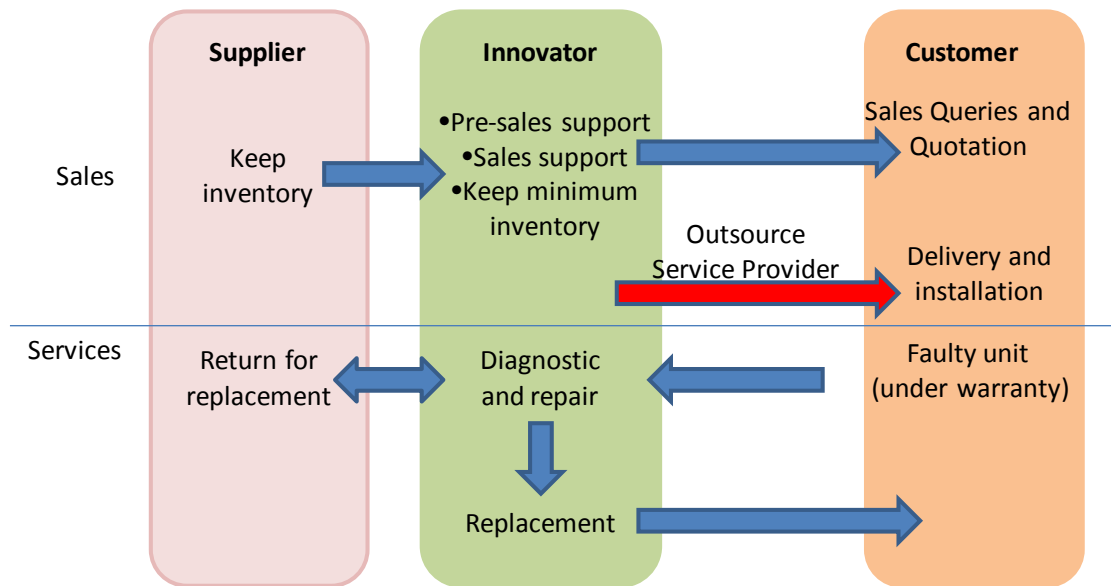 Supplier
Innovator
Customer
Sales
Keep
inventory
•Pre-sales support
•Sales support
•Keep minimum
inventory
Sales Queries and
Quotation
Outsource
Service Provider
Delivery and
installation
Services
Return for
replacement
Diagnostic
and repair
Faulty unit
(under warranty)
Replacement